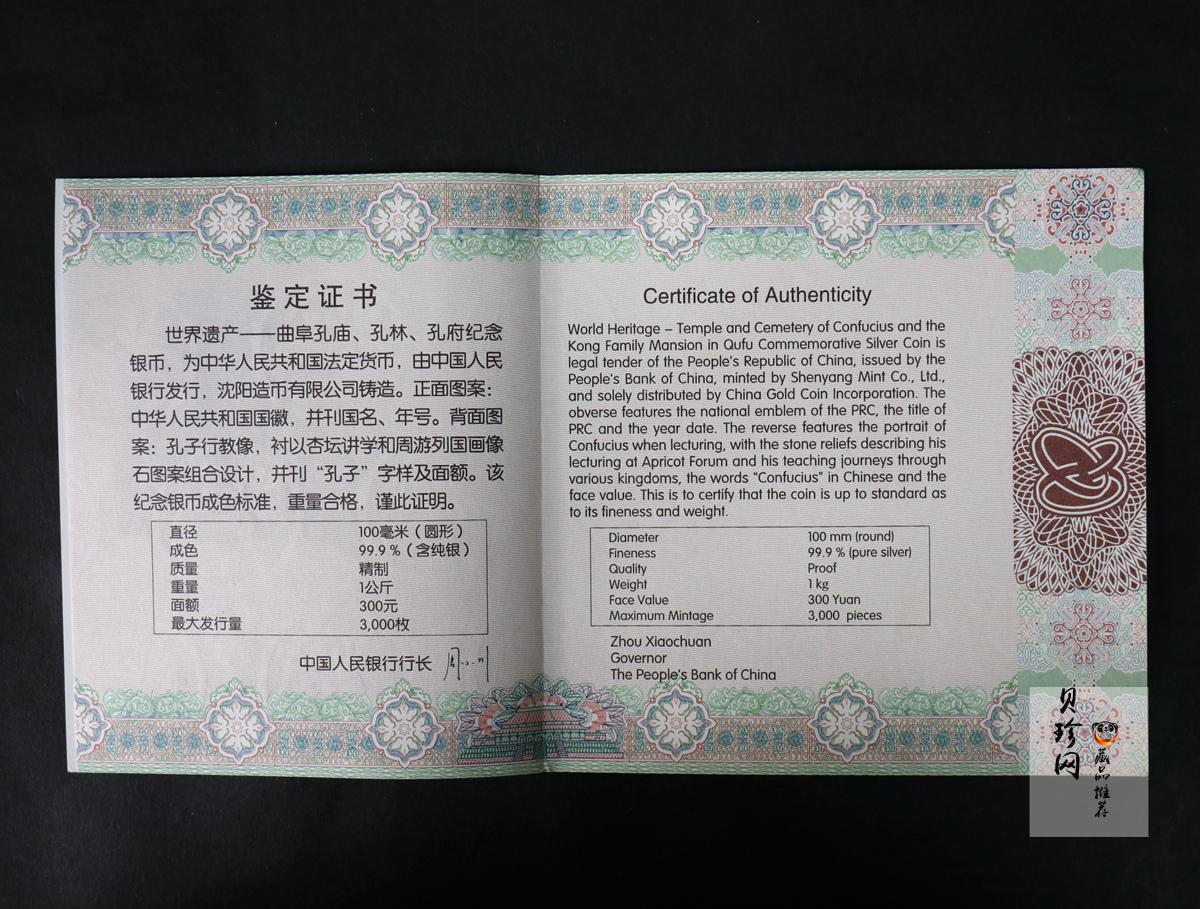 鉴定证书
世界遗产——曲阜孔庙、孔林、孔府纪念
银币，为中华人民共和国法定货币，由中国人民
银行发行，沈阳造币有限公司铸造。正面图案：
中华人民共和国国徽，并刊国名、年号。背面图
案：孔子行教像，衬以杏坛讲学和周游列国画像
石图案组合设计，并刊“孔子”字样及面额。该
纪念银币成色标准，重量合格，谨此证明。
直径 100毫米（圆形）
成色 99.9％（含纯银）
质量 精制
重量 1公斤
面额 300元
最大发行量 3,000枚
中国人民银行行长
Certificate of Authenticity
World Heritage – Temple and Cemetery of Confucius and the
Kong Family Mansion in Qufu Commemorative Silver Coin is
legal tender of the People's Republic of China, issued by the
People's Bank of China, minted by Shenyang Mint Co., Ltd.,
and solely distributed by China Gold Coin Incorporation. The
obverse features the national emblem of the PRC, the title of
PRC and the year date. The reverse features the portrait of
Confucius when lecturing, with the stone reliefs describing his
lecturing at Apricot Forum and his teaching journeys through
various kingdoms, the words "Confucius" in Chinese and the
face value. This is to certify that the coin is up to standard as
to its fineness and weight.
Diameter 100 mm (round)
Fineness 99.9 % (pure silver)
Quality Proof
Weight 1 kg
Face Value 300 Yuan
Maximum Mintage 3,000 pieces
Zhou Xiaochuan
Governor
The People's Bank of China
贝珍网
藏品推荐